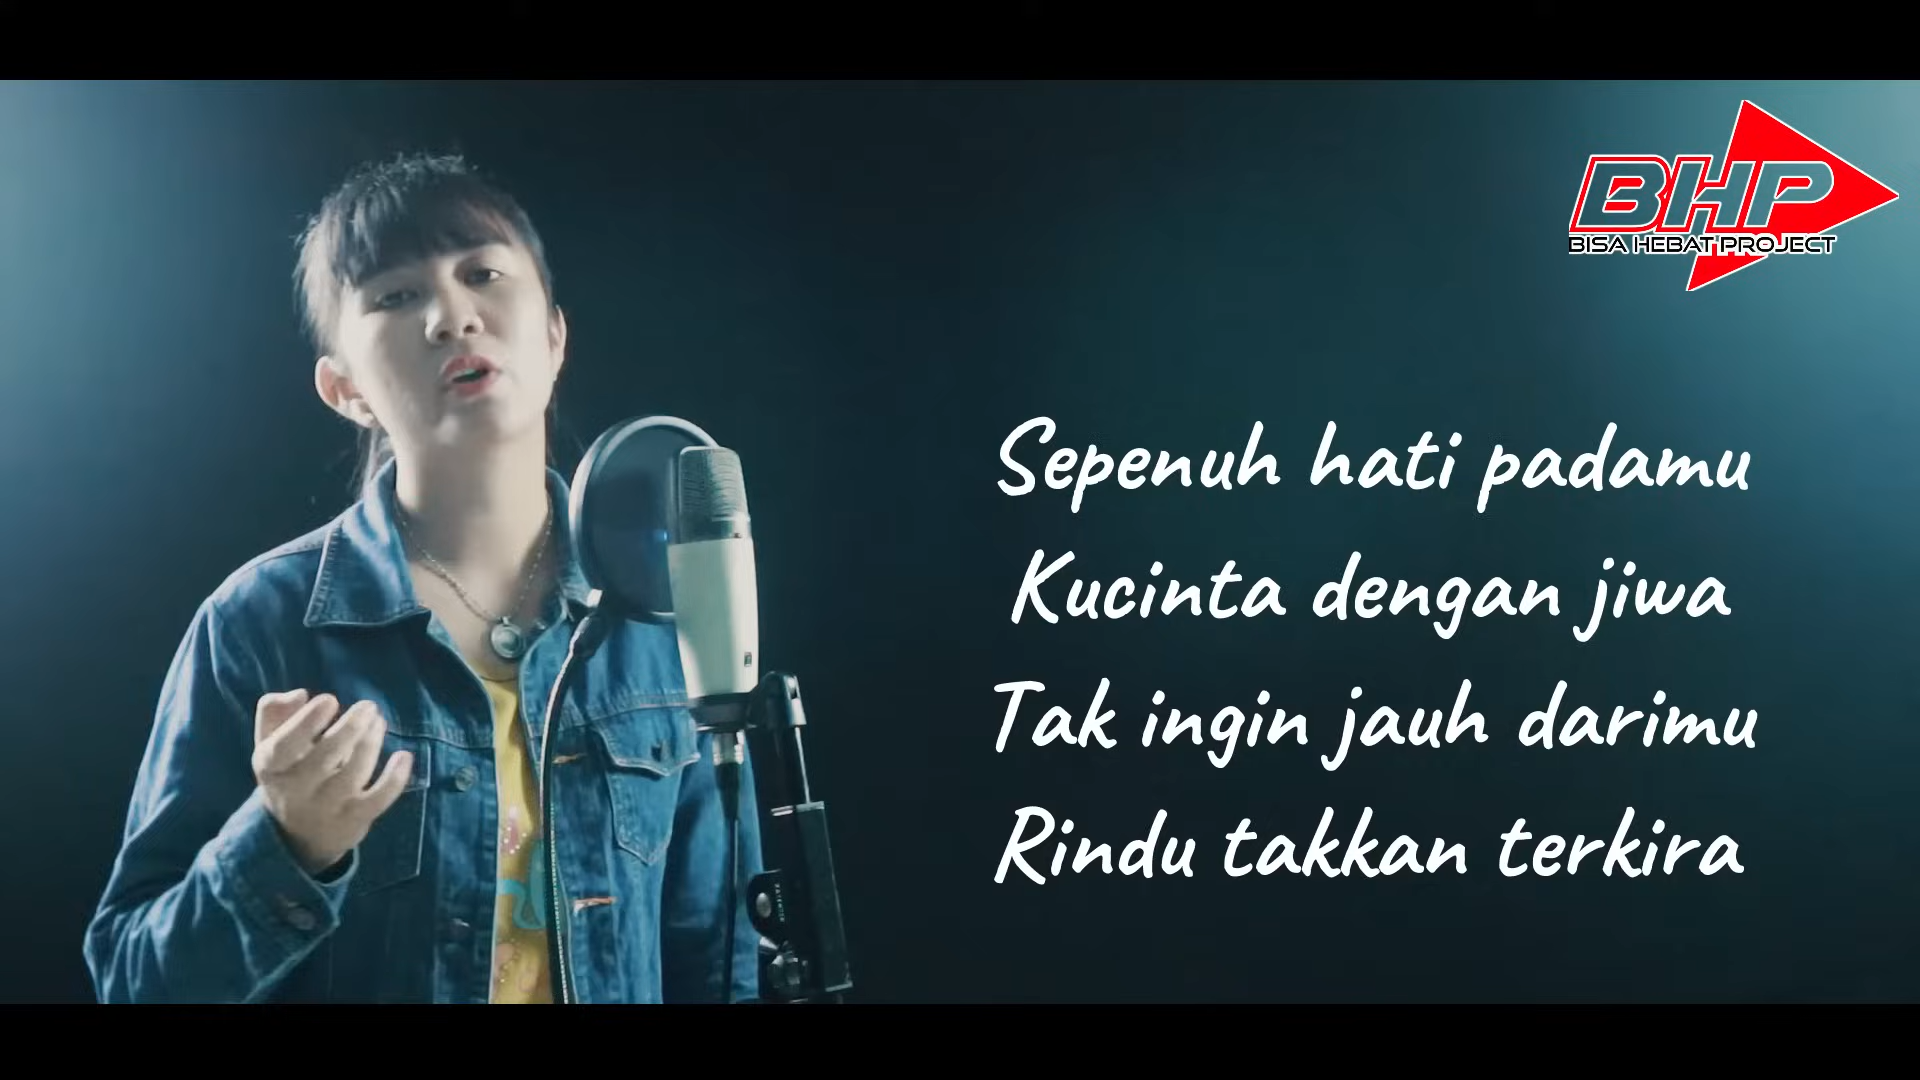 BHP
BISA HEBAT PROJECT
Sepenuh hati padamu
Kucinta dengan jiwa
Tak ingin jauh darimu
Rindu takkan terkira